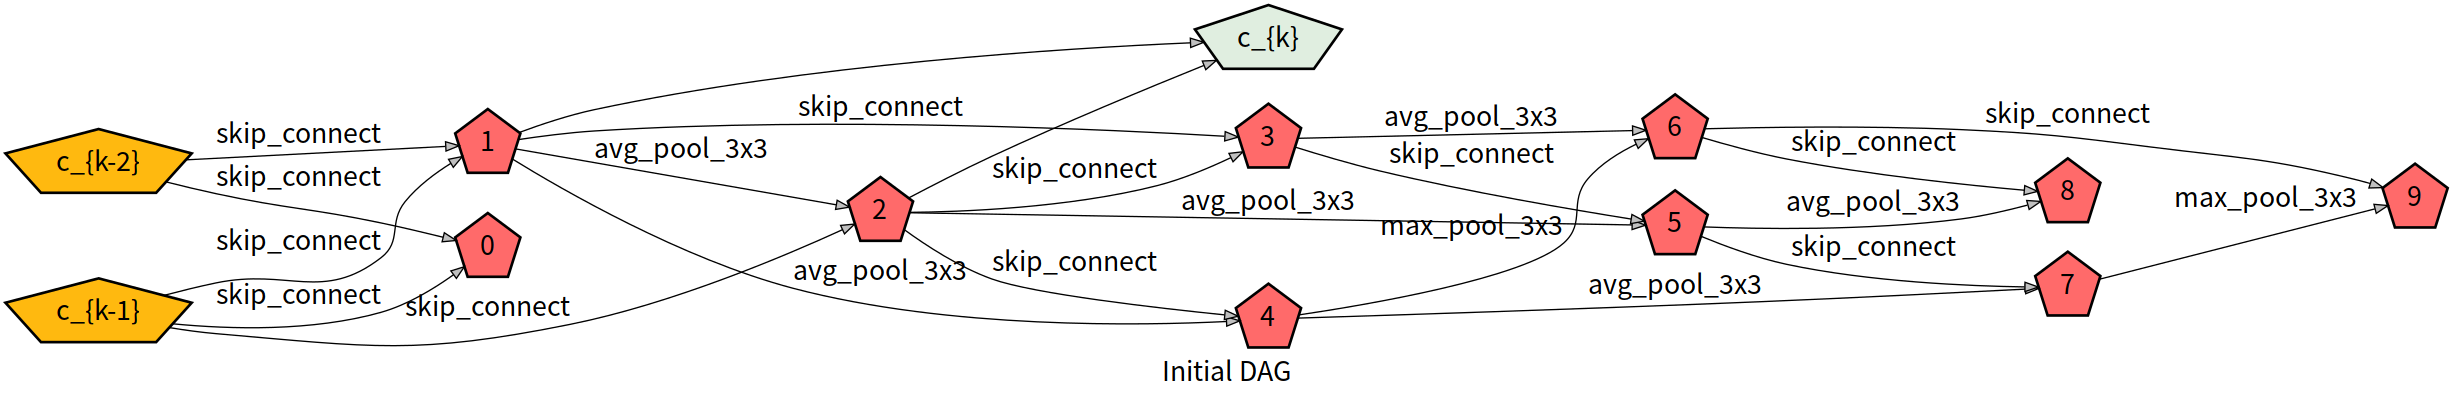 c_{k}
skip_connect
avg_pool_3x3
skip_connect
skip_connect
c_{k-2}
skip_connect
1
avg_pool_3x3
3
skip_connect
6
skip_connect
skip_connect
skip_connect
2
avg_pool_3x3
max_pool_3x3
5
avg_pool_3x3
8
max_pool_3x3
9
skip_connect
0
avg_pool_3x3
skip_connect
skip_connect
c_{k-1}
skip_connect
skip_connect
4
avg_pool_3x3
7
Initial DAG